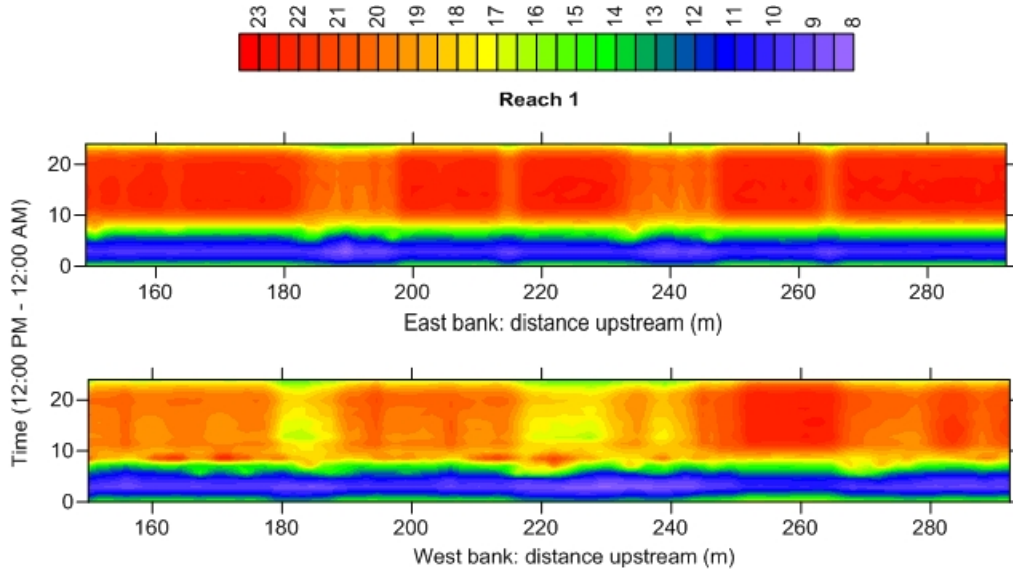 23 22 21 20 19 18 17 16 15 14 13 12 11 10 9 8
Reach 1
Time (12:00 PM - 12:00 AM)
20
10
0
160 180 200 220 240 260 280
East bank: distance upstream (m)
20
10
0
160 180 200 220 240 260 280
West bank: distance upstream (m)